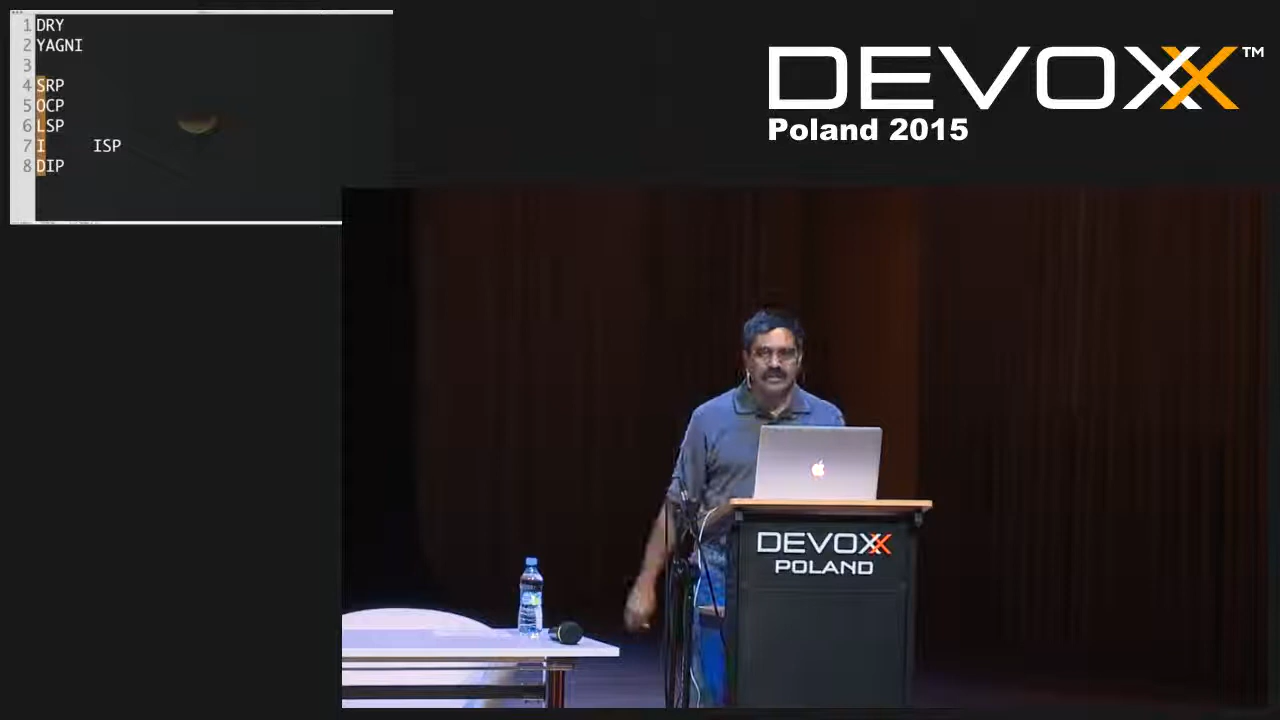 1 DRY
2 YAGNI
3
4 SRP
5 OCP
6 LSP
7 I ISP
8 DIP
DEVOXX™
Poland 2015
DEVOXX
POLAND